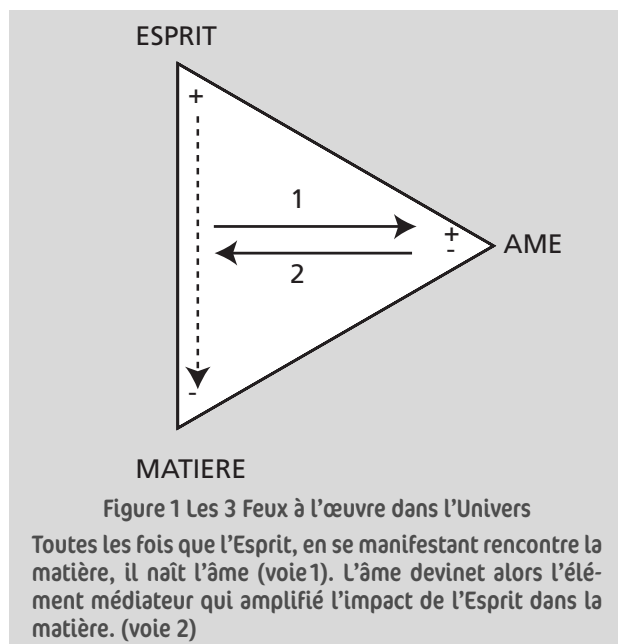 ESPRIT
+
1
+
-
AME
2
-
MATIERE
Figure 1 Les 3 Feux à l’œuvre dans l’Univers
Toutes les fois que l’Esprit, en se manifestant rencontre la
matière, il naît l’âme (voie1). L’âme devinet alors l’élé-
ment médiateur qui amplifié l’impact de l’Esprit dans la
matière. (voie 2)